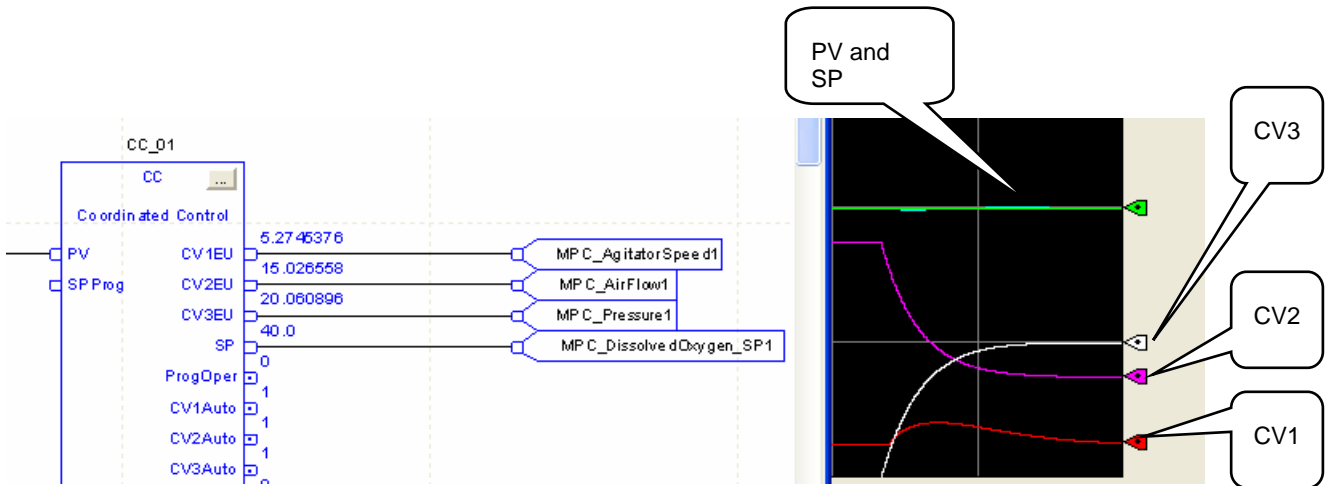 PV and
SP
CV3
CV2
CV1
CC_01
CC
...
Coordinated Control
PV
SPProg
CV1EU
5.2745376
MPC_AgitatorSpeed1
CV2EU
15.026558
MPC_AirFlow1
CV3EU
20.060896
MPC_Pressure1
SP
40.0
MPC_DissolvedOxygen_SP1
ProgOper
0
CV1Auto
1
CV2Auto
1
CV3Auto
1